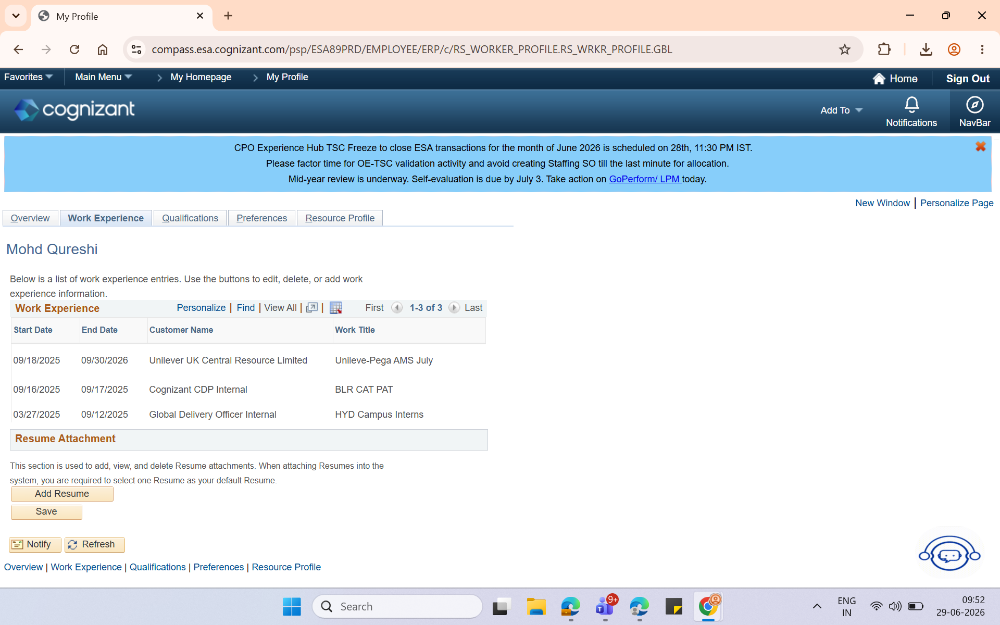 My Profile
compass.esa.cognizant.com/psp/ESA89PRD/EMPLOYEE/ERP/c/RS_WORKER_PROFILE.RS_WRKR_PROFILE.GBL
Favorites Main Menu My Homepage My Profile Home Sign Out
cognizant Add To Notifications NavBar
CPO Experience Hub TSC Freeze to close ESA transactions for the month of June 2026 is scheduled on 28th, 11:30 PM IST.
Please factor time for OE-TSC validation activity and avoid creating Staffing SO till the last minute for allocation.
Mid-year review is underway. Self-evaluation is due by July 3. Take action on GoPerform/ LPM today.
New Window | Personalize Page
Overview Work Experience Qualifications Preferences Resource Profile
Mohd Qureshi
Below is a list of work experience entries. Use the buttons to edit, delete, or add work
experience information.
Work Experience Personalize | Find | View All | | First 1-3 of 3 Last
Start Date End Date Customer Name Work Title
09/18/2025 09/30/2026 Unilever UK Central Resource Limited Unileve-Pega AMS July
09/16/2025 09/17/2025 Cognizant CDP Internal BLR CAT PAT
03/27/2025 09/12/2025 Global Delivery Officer Internal HYD Campus Interns
Resume Attachment
This section is used to add, view, and delete Resume attachments. When attaching Resumes into the
system, you are required to select one Resume as your default Resume.
Add Resume
Save
Notify Refresh
Overview | Work Experience | Qualifications | Preferences | Resource Profile
Search 9+ ENG IN 09:52
29-06-2026